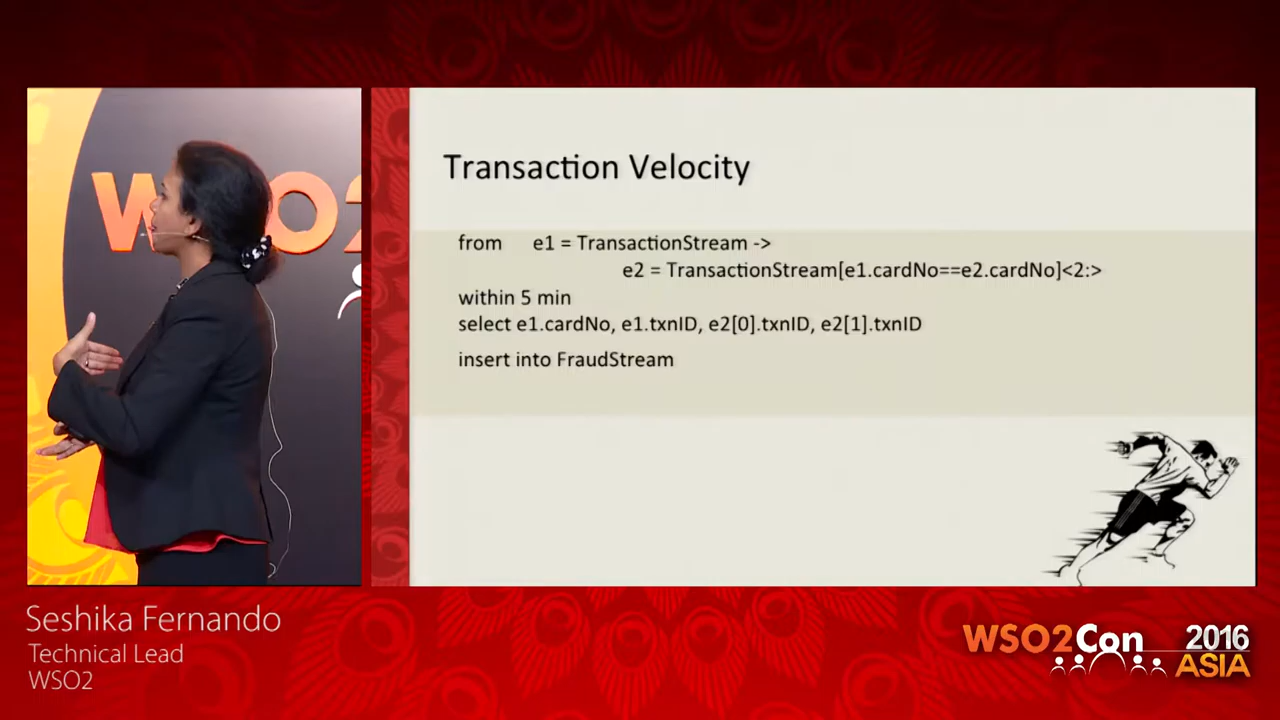 WSO2
Transaction Velocity
from e1 = TransactionStream ->
e2 = TransactionStream[e1.cardNo==e2.cardNo]<2:>
within 5 min
select e1.cardNo, e1.txnID, e2[0].txnID, e2[1].txnID
insert into FraudStream
Seshika Fernando
Technical Lead
WSO2
WSO2Con 2016
ASIA